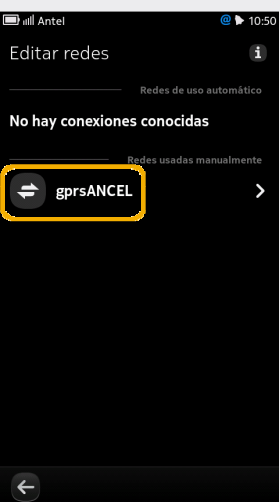 Antel
@ 10:50
Editar redes
Redes de uso automático
No hay conexiones conocidas
Redes usadas manualmente
gprsANCEL